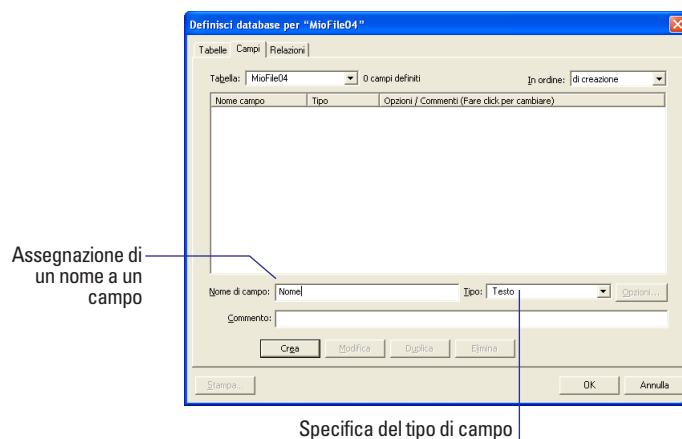 Definisci database per “MioFile04”
Tabelle Campi Relazioni
Tabella: MioFile04 0 campi definiti In ordine: di creazione
Nome campo Tipo Opzioni / Commenti (Fare click per cambiare)
Assegnazione di
un nome a un
campo
Nome di campo: Nome Tipo: Testo Opzioni...
Commento:
Crea Modifica Duplica Elimina
Stampa... OK Annulla
Specifica del tipo di campo